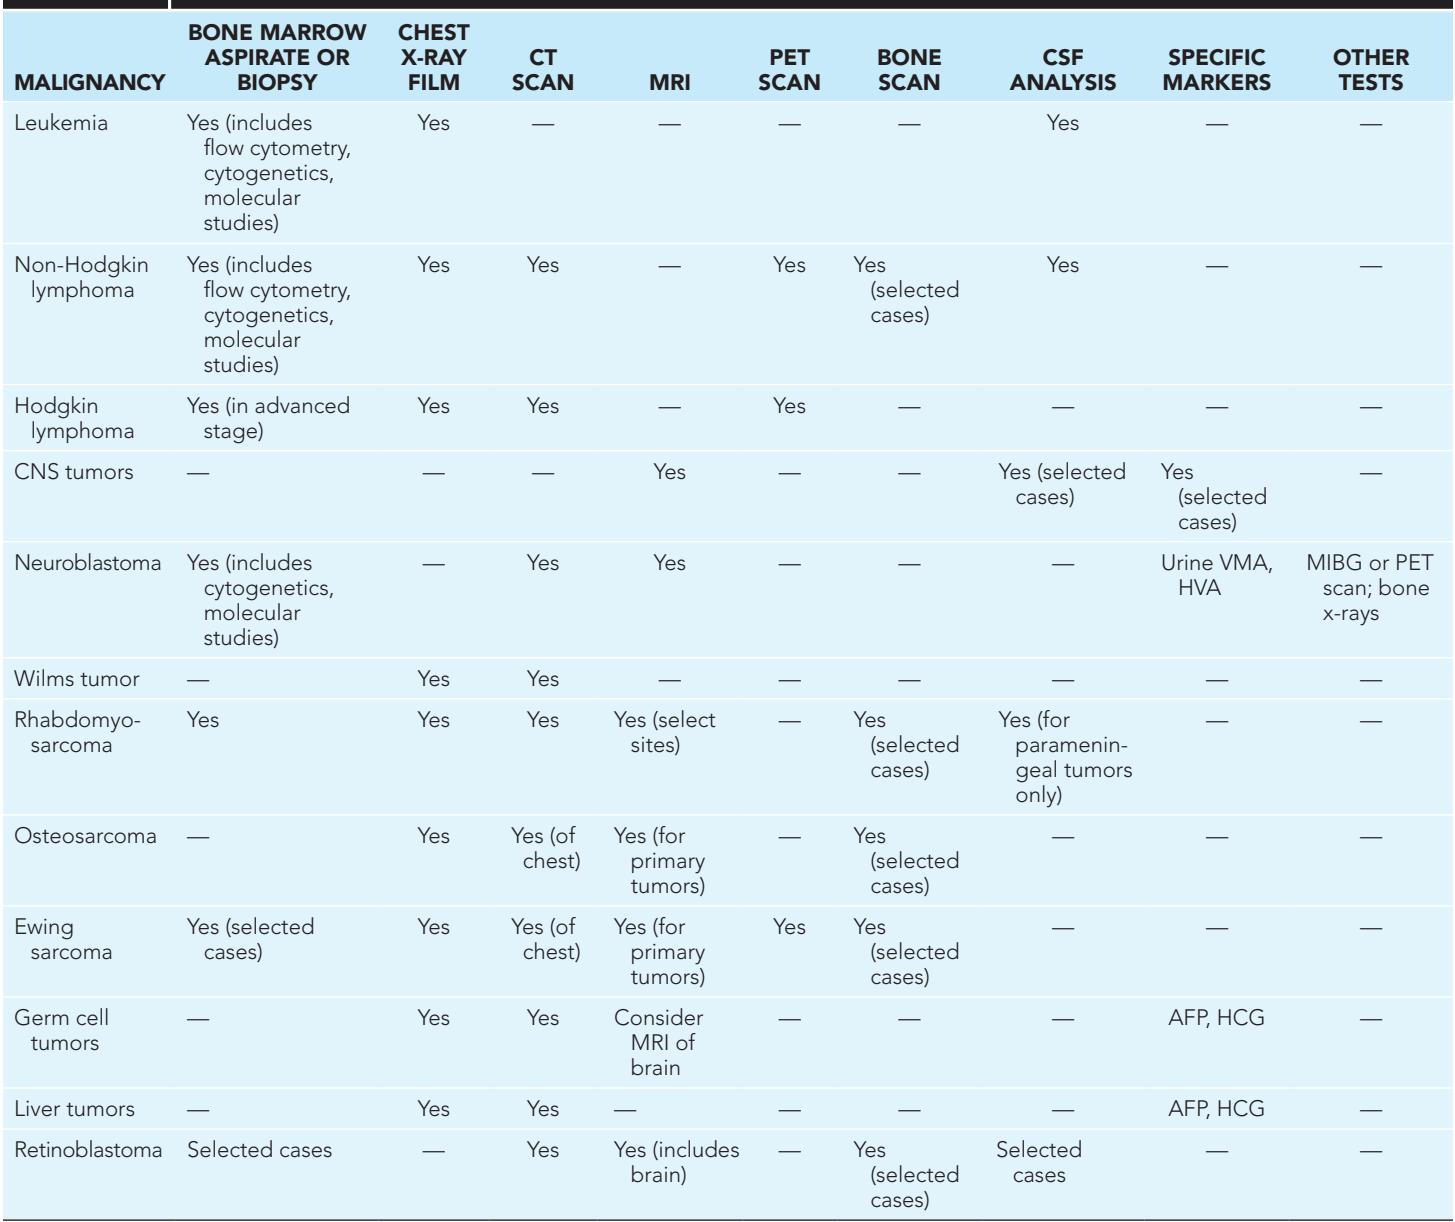 MALIGNANCY BONE MARROW ASPIRATE OR BIOPSY CHEST X-RAY FILM CT SCAN MRI PET SCAN BONE SCAN CSF ANALYSIS SPECIFIC MARKERS OTHER TESTS
Leukemia Yes (includes flow cytometry, cytogenetics, molecular studies) Yes — — — — Yes — —
Non-Hodgkin lymphoma Yes (includes flow cytometry, cytogenetics, molecular studies) Yes Yes — Yes Yes (selected cases) Yes — —
Hodgkin lymphoma Yes (in advanced stage) Yes Yes — Yes — — — —
CNS tumors — — — Yes — — Yes (selected cases) Yes (selected cases) —
Neuroblastoma Yes (includes cytogenetics, molecular studies) — Yes Yes — — — Urine VMA, HVA MIBG or PET scan; bone x-rays
Wilms tumor — Yes Yes — — — — — —
Rhabdomyo-sarcoma Yes Yes Yes Yes (select sites) — Yes (selected cases) Yes (for paramenin-geal tumors only) — —
Osteosarcoma — Yes Yes (of chest) Yes (for primary tumors) — Yes (selected cases) — — —
Ewing sarcoma Yes (selected cases) Yes Yes (of chest) Yes (for primary tumors) Yes Yes (selected cases) — — —
Germ cell tumors — Yes Yes Consider MRI of brain — — — AFP, HCG —
Liver tumors — Yes Yes — — — — AFP, HCG —
Retinoblastoma Selected cases — Yes Yes (includes brain) — Yes (selected cases) Selected cases — —